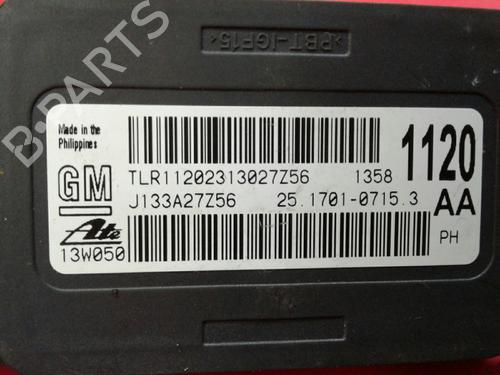 >PBT-IGF15<
B-PARTS
Made in the
Philippines
1120
GM
TLR11202313027Z56 1358
J133A27Z56 25.1701-0715.3 AA
Ate
13W050 PH